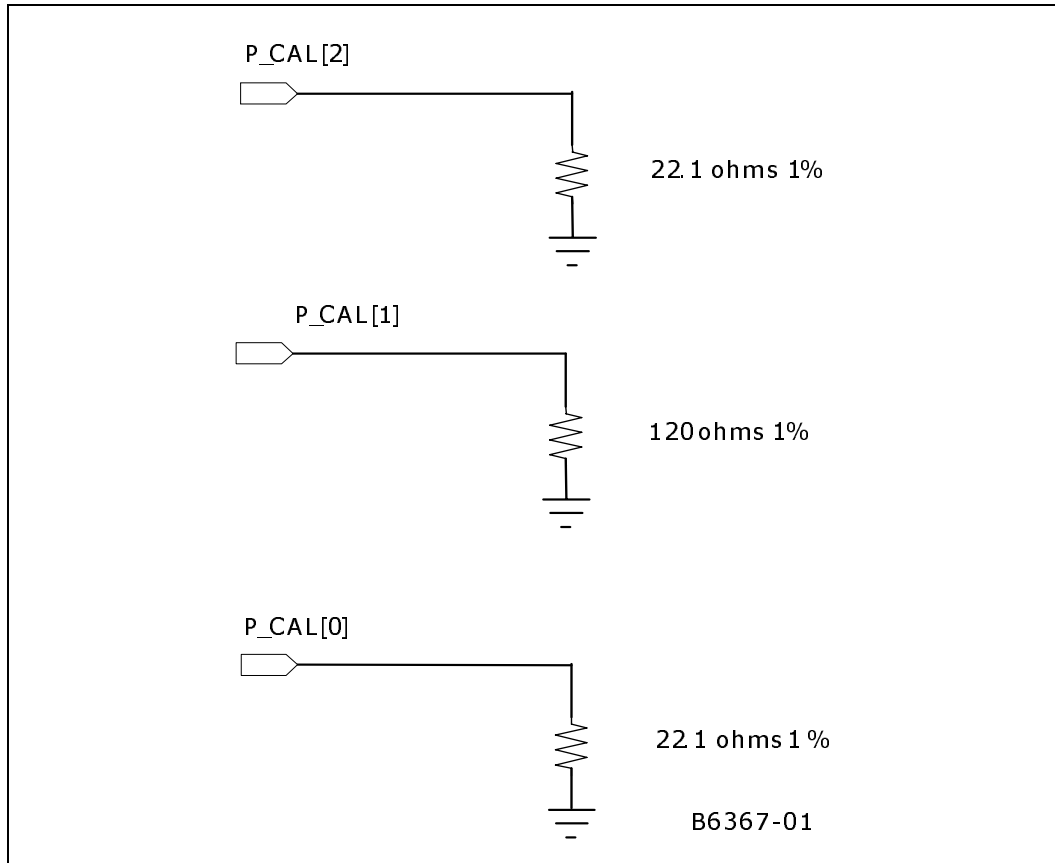 P_CAL[2]
22.1 ohms 1%
P_CAL[1]
120 ohms 1%
P_CAL[0]
22.1 ohms 1%
B6367-01